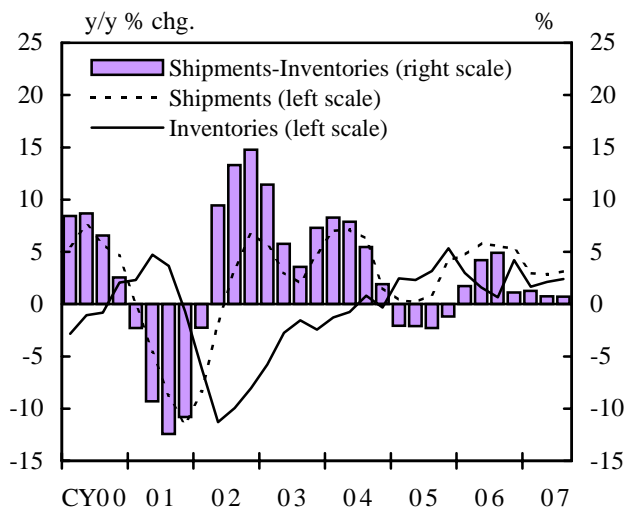 y/y % chg. %
25 25
Shipments-Inventories (right scale)
20 20
Shipments (left scale)
Inventories (left scale)
15 15
10 10
5 5
0 0
-5 -5
-10 -10
-15 -15
CY00 01 02 03 04 05 06 07